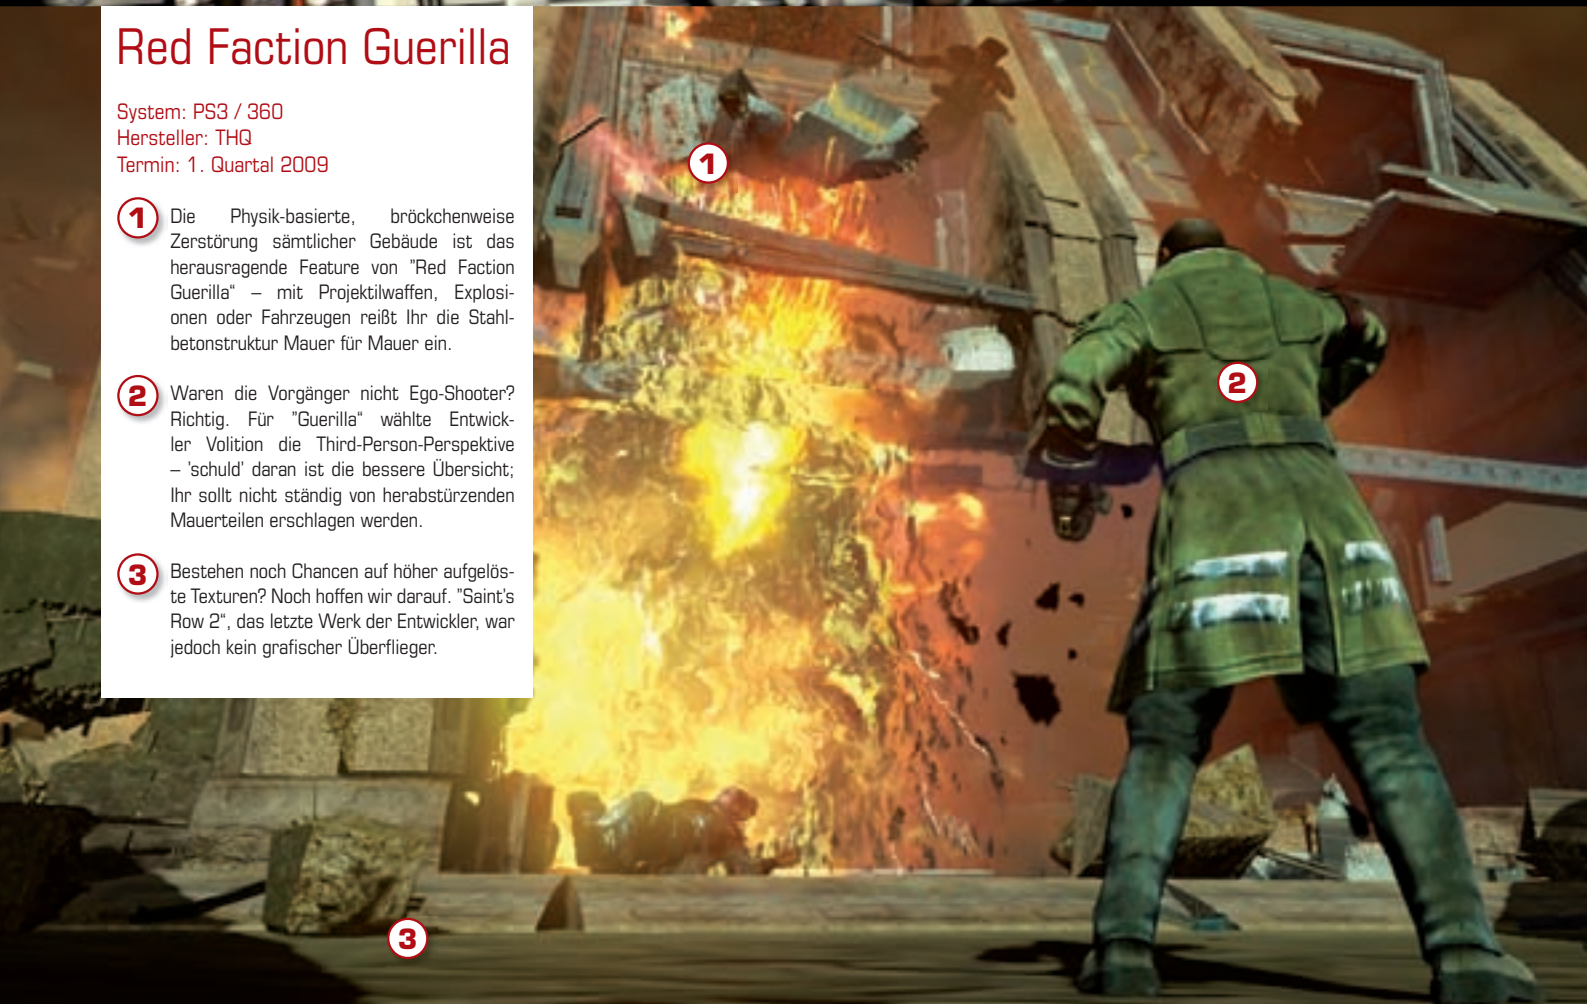 Red Faction Guerilla
System: PS3 / 360
Hersteller: THQ
Termin: 1. Quartal 2009
1 Die Physik-basierte, bröckchenweise
Zerstörung sämtlicher Gebäude ist das
herausragende Feature von "Red Faction
Guerilla“ – mit Projektilwaffen, Explosi-
onen oder Fahrzeugen reißt Ihr die Stahl-
betonstruktur Mauer für Mauer ein.
2 Waren die Vorgänger nicht Ego-Shooter?
Richtig. Für "Guerilla“ wählte Entwick-
ler Volition die Third-Person-Perspektive
– 'schuld' daran ist die bessere Übersicht;
Ihr sollt nicht ständig von herabstürzenden
Mauerteilen erschlagen werden.
3 Bestehen noch Chancen auf höher aufgelös-
te Texturen? Noch hoffen wir darauf. "Saint's
Row 2“, das letzte Werk der Entwickler, war
jedoch kein grafischer Überflieger.
1
2
3